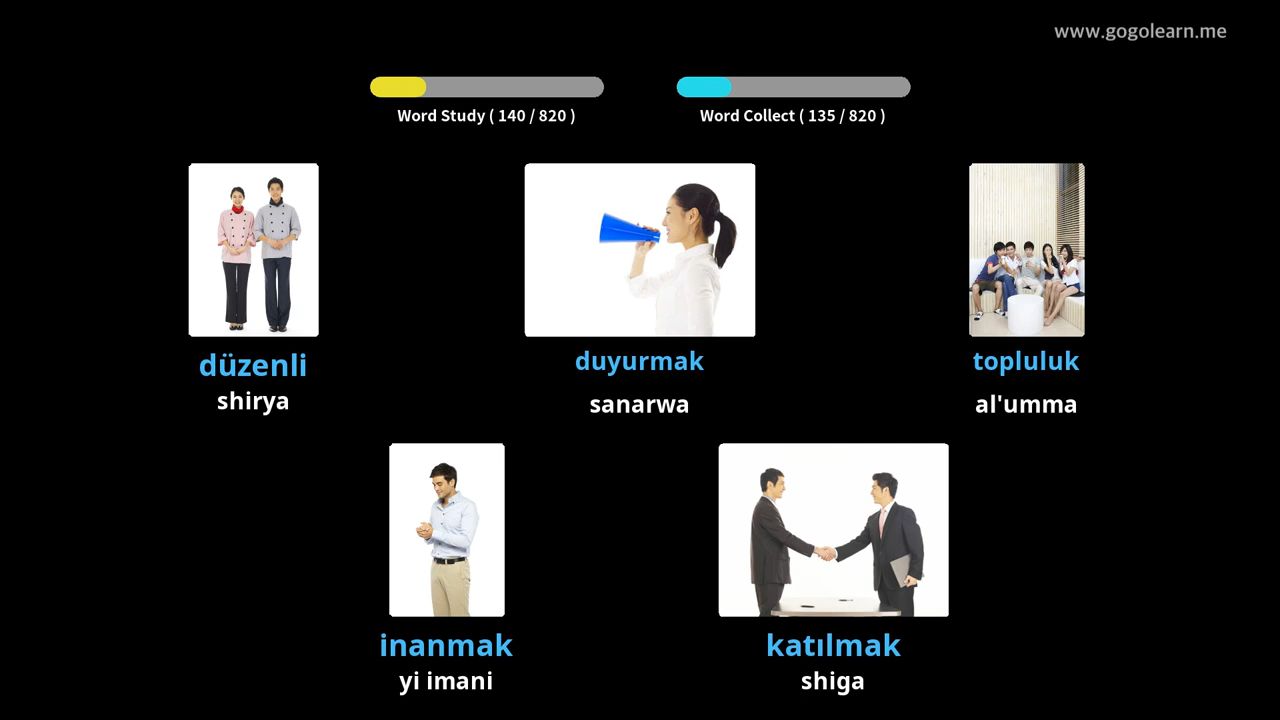 www.gogolearn.me
Word Study ( 140 / 820 )
Word Collect ( 135 / 820 )
düzenli
shirya
duyurmak
sanarwa
topluluk
al'umma
inanmak
yi imani
katılmak
shiga